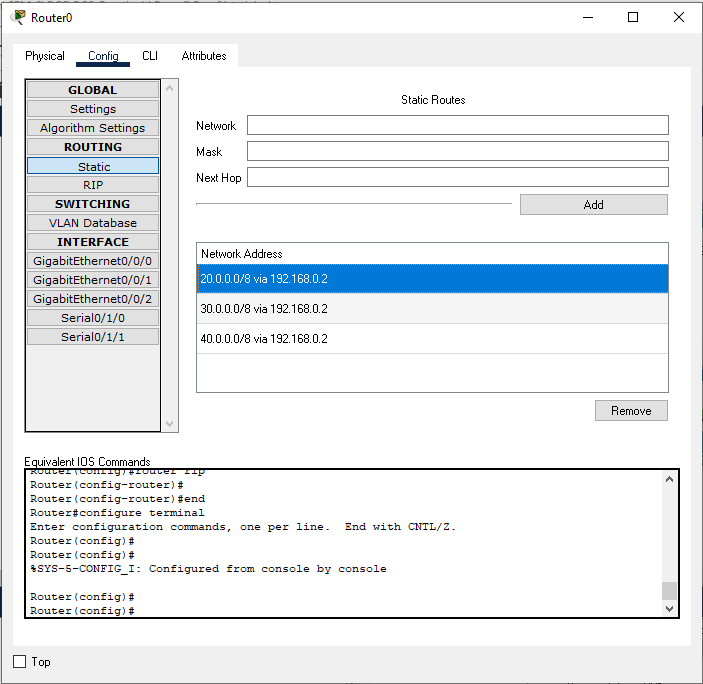 Router0
Physical Config CLI Attributes
GLOBAL
Settings
Algorithm Settings
ROUTING
Static
RIP
SWITCHING
VLAN Database
INTERFACE
GigabitEthernet0/0/0
GigabitEthernet0/0/1
GigabitEthernet0/0/2
Serial0/1/0
Serial0/1/1
Static Routes
Network
Mask
Next Hop
Add
Network Address
20.0.0.0/8 via 192.168.0.2
30.0.0.0/8 via 192.168.0.2
40.0.0.0/8 via 192.168.0.2
Remove
Equivalent IOS Commands
Router(config)#router rip
Router(config-router)#
Router(config-router)#end
Router#configure terminal
Enter configuration commands, one per line.  End with CNTL/Z.
Router(config)#
Router(config)#
%SYS-5-CONFIG_I: Configured from console by console
Router(config)#
Router(config)#
Top